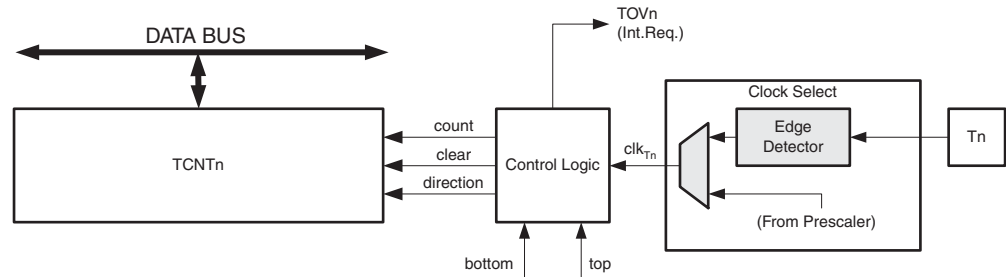 TOVn
(Int.Req.)
DATA BUS
Clock Select
count
Edge
Detector
Tn
TCNTn
clear
Control Logic
clkTn
direction
(From Prescaler)
bottom
top